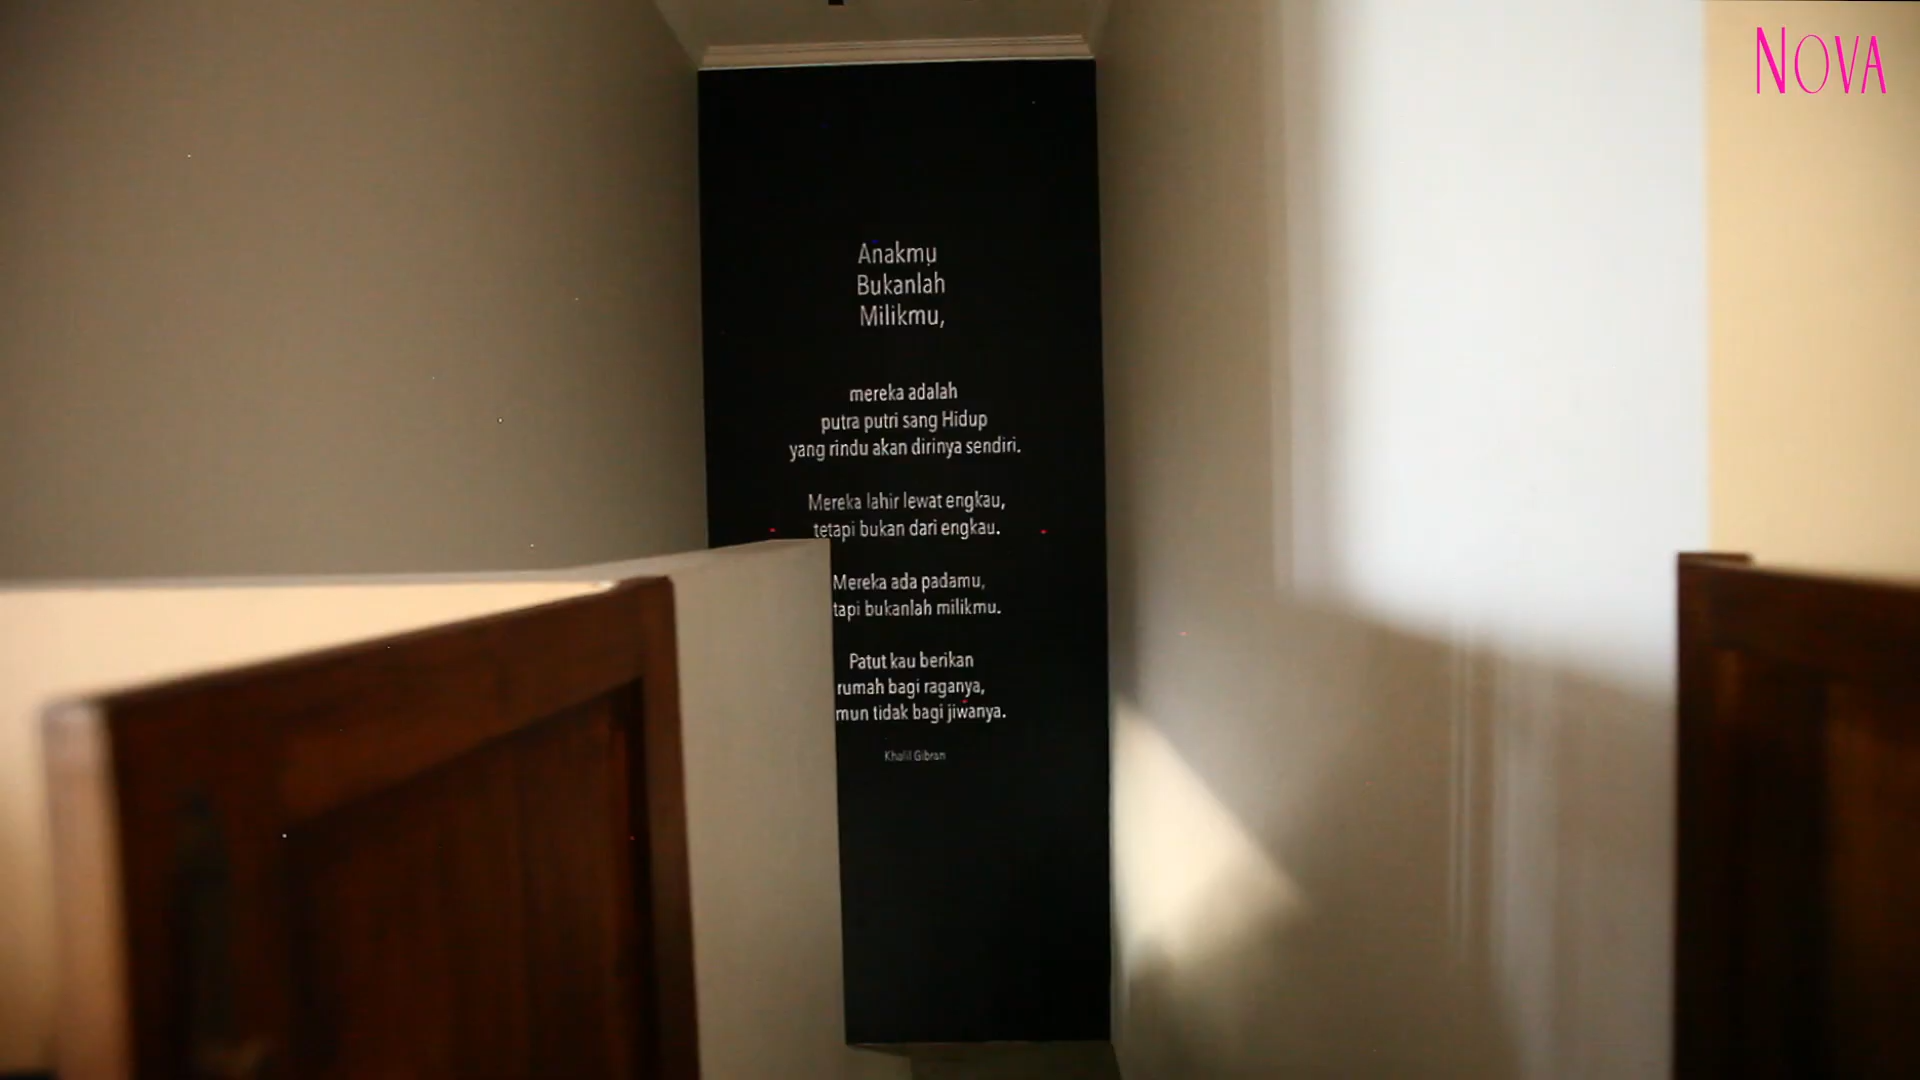 NOVA
Anakmu
Bukanlah
Milikmu,
mereka adalah
putra putri sang Hidup
yang rindu akan dirinya sendiri.
Mereka lahir lewat engkau,
tetapi bukan dari engkau.
Mereka ada padamu,
tapi bukanlah milikmu.
Patut kau berikan
rumah bagi raganya,
mun tidak bagi jiwanya.
Khalil Gibran